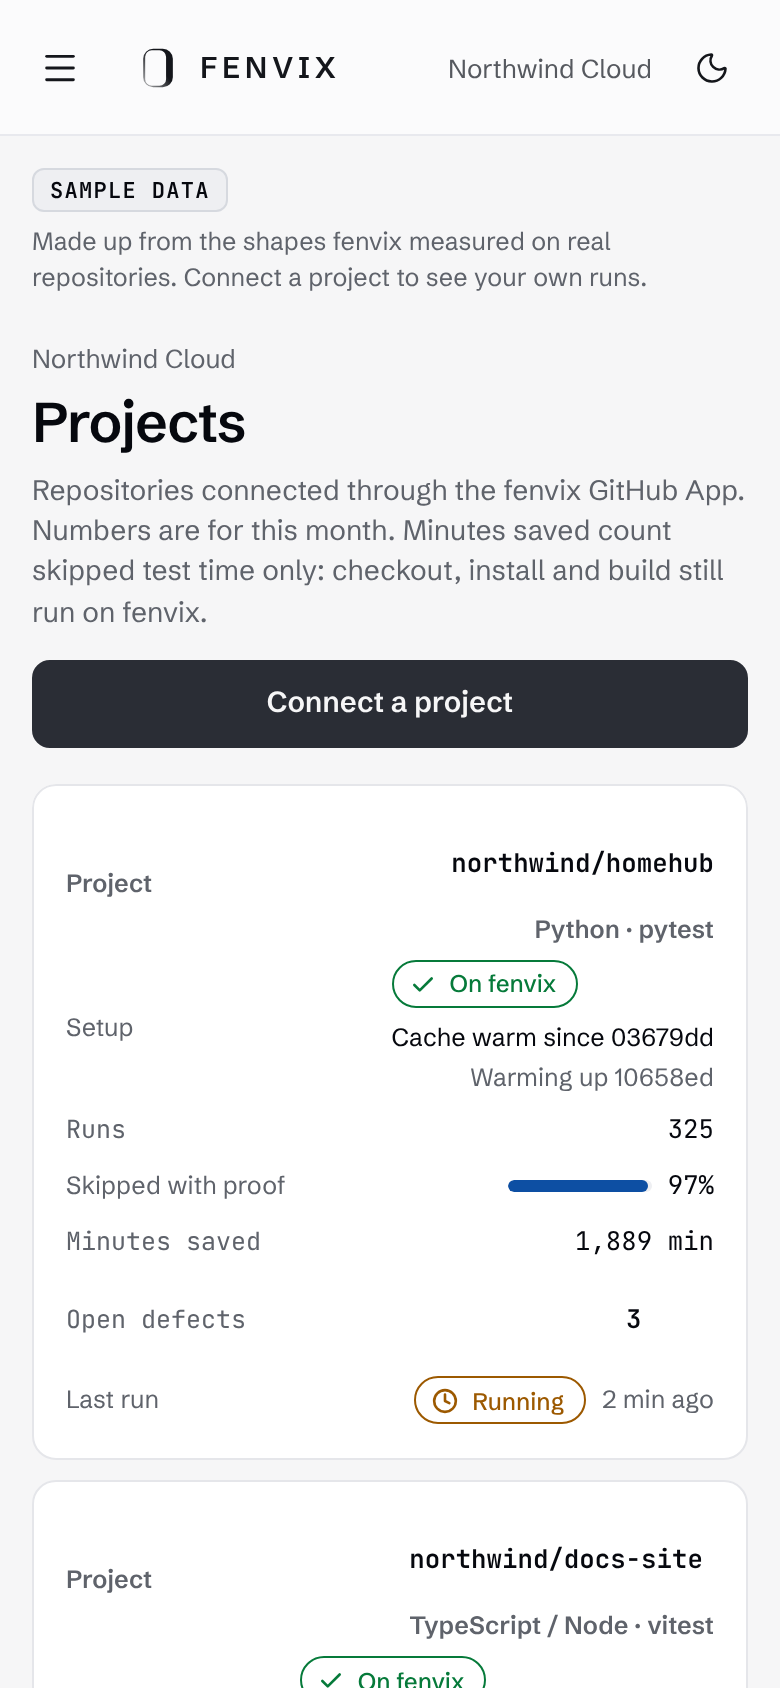 FENVIX
Northwind Cloud
SAMPLE DATA
Made up from the shapes fenvix measured on real
repositories. Connect a project to see your own runs.
Northwind Cloud
Projects
Repositories connected through the fenvix GitHub App.
Numbers are for this month. Minutes saved count
skipped test time only: checkout, install and build still
run on fenvix.
Connect a project
Project
northwind/homehub
Python · pytest
Setup
On fenvix
Cache warm since 03679dd
Warming up 10658ed
Runs 325
Skipped with proof 97%
Minutes saved 1,889 min
Open defects 3
Last run Running 2 min ago
Project
northwind/docs-site
TypeScript / Node · vitest
On fenvix